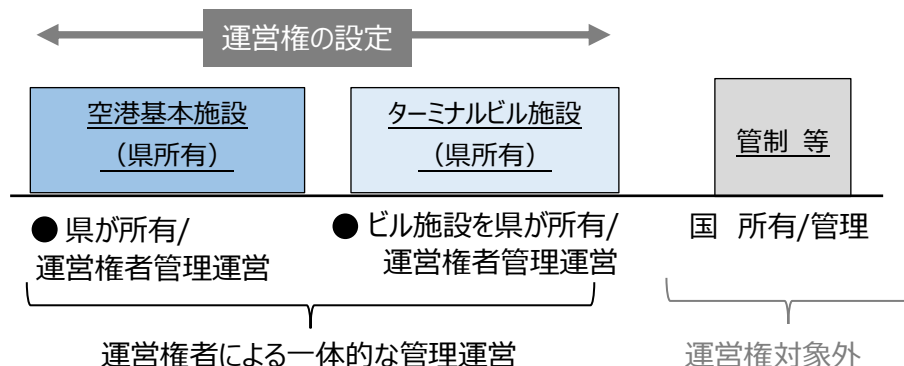 運営権の設定
空港基本施設
（県所有）
ターミナルビル施設
（県所有）
管制 等
● 県が所有/
運営権者管理運営
● ビル施設を県が所有/
運営権者管理運営
国 所有/管理
運営権者による一体的な管理運営
運営権対象外